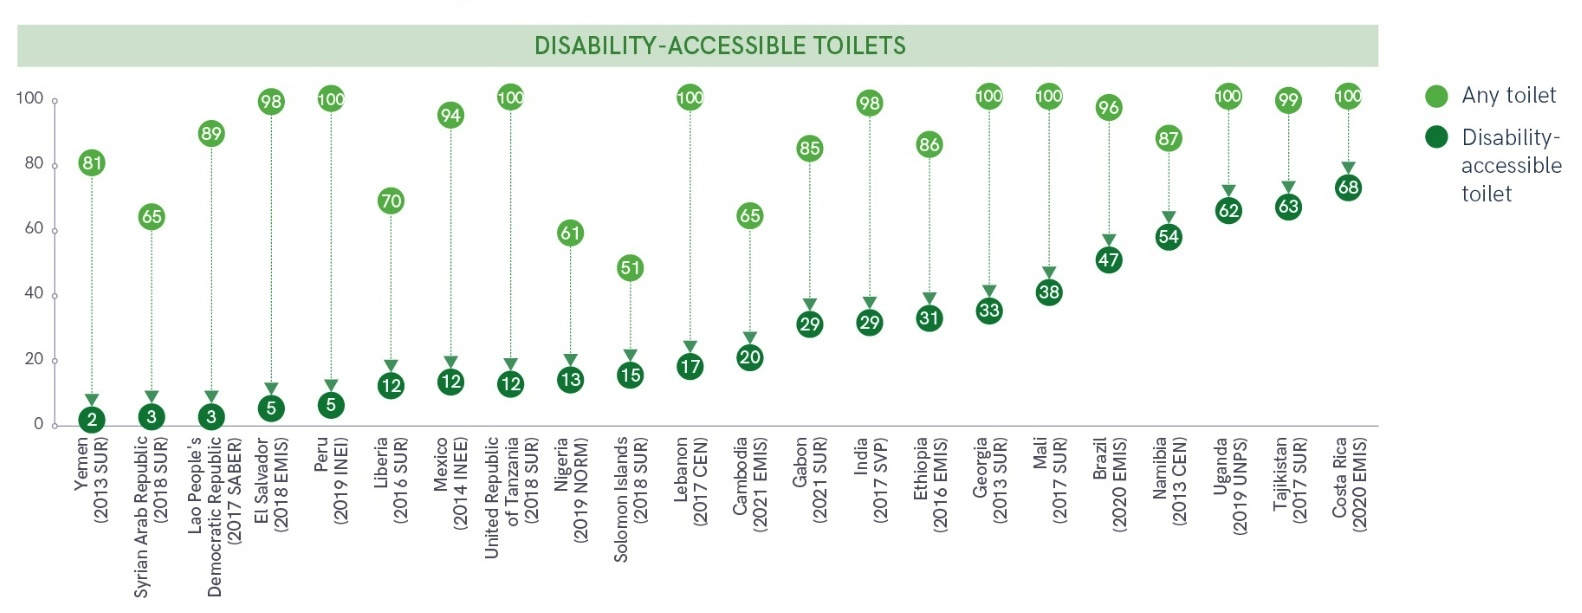 DISABILITY-ACCESSIBLE TOILETS
100
80
60
40
20
0
81
65
89
98
100
70
94
100
61
51
100
65
85
98
86
100
100
96
87
100
99
100
2
3
3
5
5
12
12
12
13
15
17
20
29
29
31
33
38
47
54
62
63
68
Any toilet
Disability-
accessible
toilet
Yemen
(2013 SUR)
Syrian Arab Republic
(2018 SUR)
Lao People's
Democratic Republic
(2017 SABER)
El Salvador
(2018 EMIS)
Peru
(2019 INEI)
Liberia
(2016 SUR)
Mexico
(2014 INEE)
United Republic
of Tanzania
(2018 SUR)
Nigeria
(2019 NORM)
Solomon Islands
(2018 SUR)
Lebanon
(2017 CEN)
Cambodia
(2021 EMIS)
Gabon
(2021 SUR)
India
(2017 SVP)
Ethiopia
(2016 EMIS)
Georgia
(2013 SUR)
Mali
(2017 SUR)
Brazil
(2020 EMIS)
Namibia
(2013 CEN)
Uganda
(2019 UNPS)
Tajikistan
(2017 SUR)
Costa Rica
(2020 EMIS)